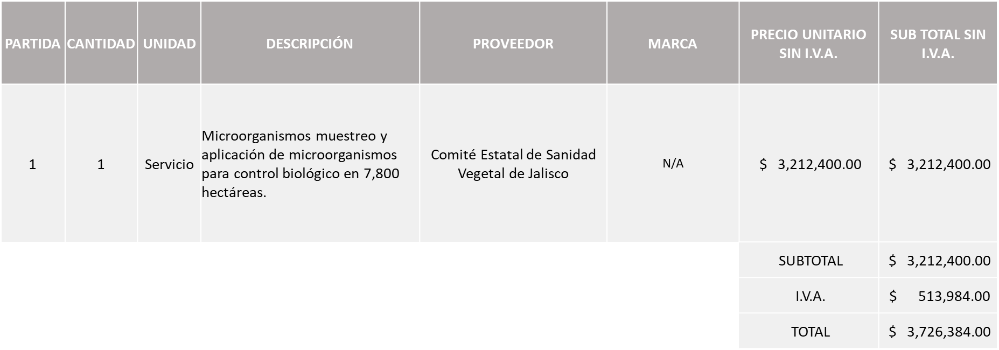 PARTIDA CANTIDAD UNIDAD DESCRIPCIÓN PROVEEDOR MARCA PRECIO UNITARIO SIN I.V.A. SUB TOTAL SIN I.V.A.
1 1 Servicio
Microorganismos muestreo y
aplicación de microorganismos
para control biológico en 7,800
hectáreas.
Comité Estatal de Sanidad
Vegetal de Jalisco
N/A
$ 3,212,400.00
$ 3,212,400.00
SUBTOTAL $ 3,212,400.00
I.V.A. $ 513,984.00
TOTAL $ 3,726,384.00